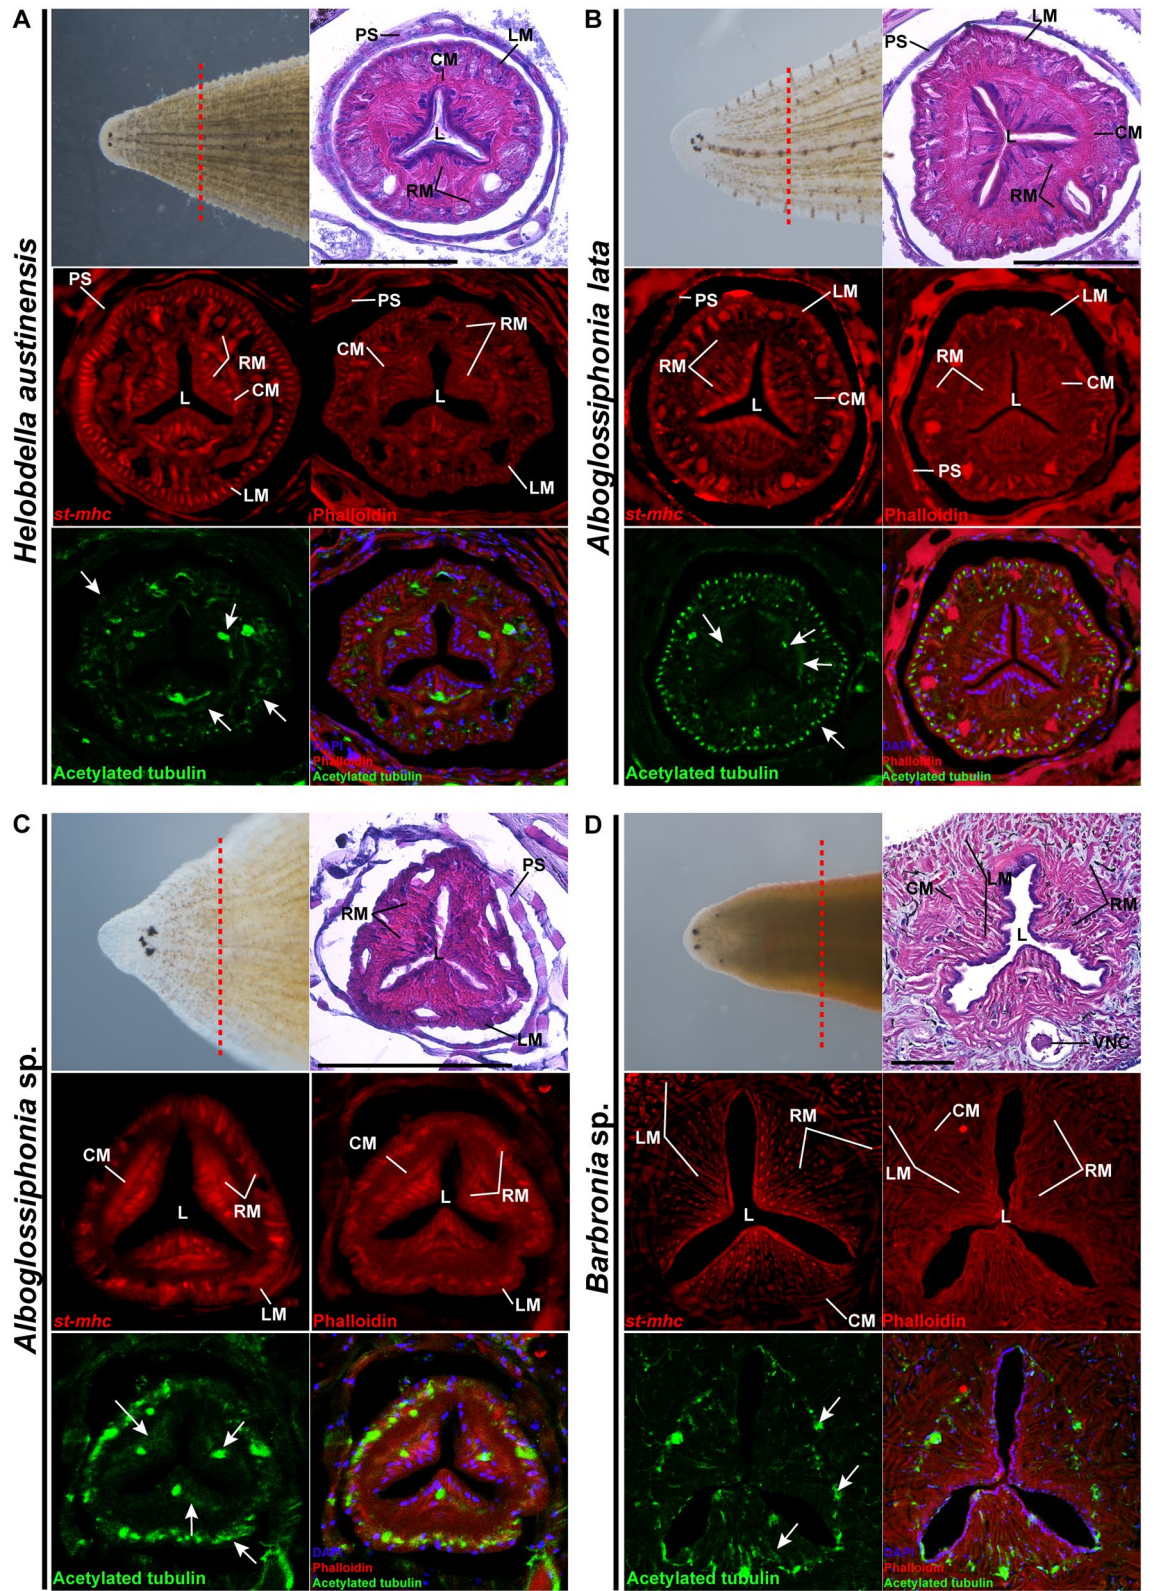 A
PS
LM
CM
L
RM
Helobdella austinensis
PS
RM
CM
L
LM
st-mhc
PS
RM
CM
L
LM
Phalloidin
Acetylated tubulin
DAPI
Phalloidin
Acetylated tubulin
B
LM
PS
L
CM
RM
Alboglossiphonia lata
PS
LM
RM
CM
L
st-mhc
LM
RM
CM
L
PS
Phalloidin
Acetylated tubulin
DAPI
Phalloidin
Acetylated tubulin
C
PS
RM
L
LM
Alboglossiphonia sp.
CM
L
RM
LM
st-mhc
CM
RM
L
LM
Phalloidin
Acetylated tubulin
DAPI
Phalloidin
Acetylated tubulin
D
CM
LM
RM
L
VNC
Barbronia sp.
LM
RM
L
CM
st-mhc
CM
LM
RM
L
Phalloidin
Acetylated tubulin
DAPI
Phalloidin
Acetylated tubulin